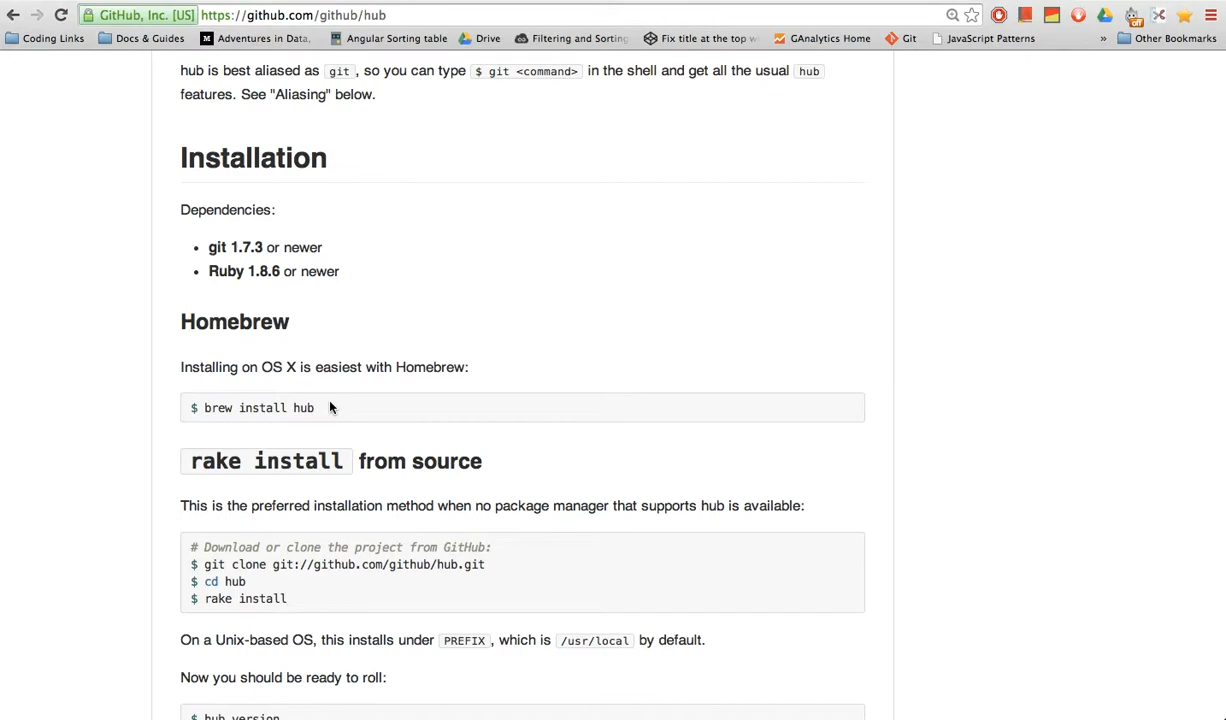 GitHub, Inc. [US] https://github.com/github/hub
Coding Links Docs & Guides M Adventures in Data, Angular Sorting table Drive Filtering and Sorting Fix title at the top w GAnalytics Home Git JavaScript Patterns » Other Bookmarks
hub is best aliased as git , so you can type $ git <command> in the shell and get all the usual hub
features. See "Aliasing" below.
Installation
Dependencies:
• git 1.7.3 or newer
• Ruby 1.8.6 or newer
Homebrew
Installing on OS X is easiest with Homebrew:
$ brew install hub
rake install from source
This is the preferred installation method when no package manager that supports hub is available:
# Download or clone the project from GitHub:
$ git clone git://github.com/github/hub.git
$ cd hub
$ rake install
On a Unix-based OS, this installs under PREFIX , which is /usr/local by default.
Now you should be ready to roll:
$ hub version